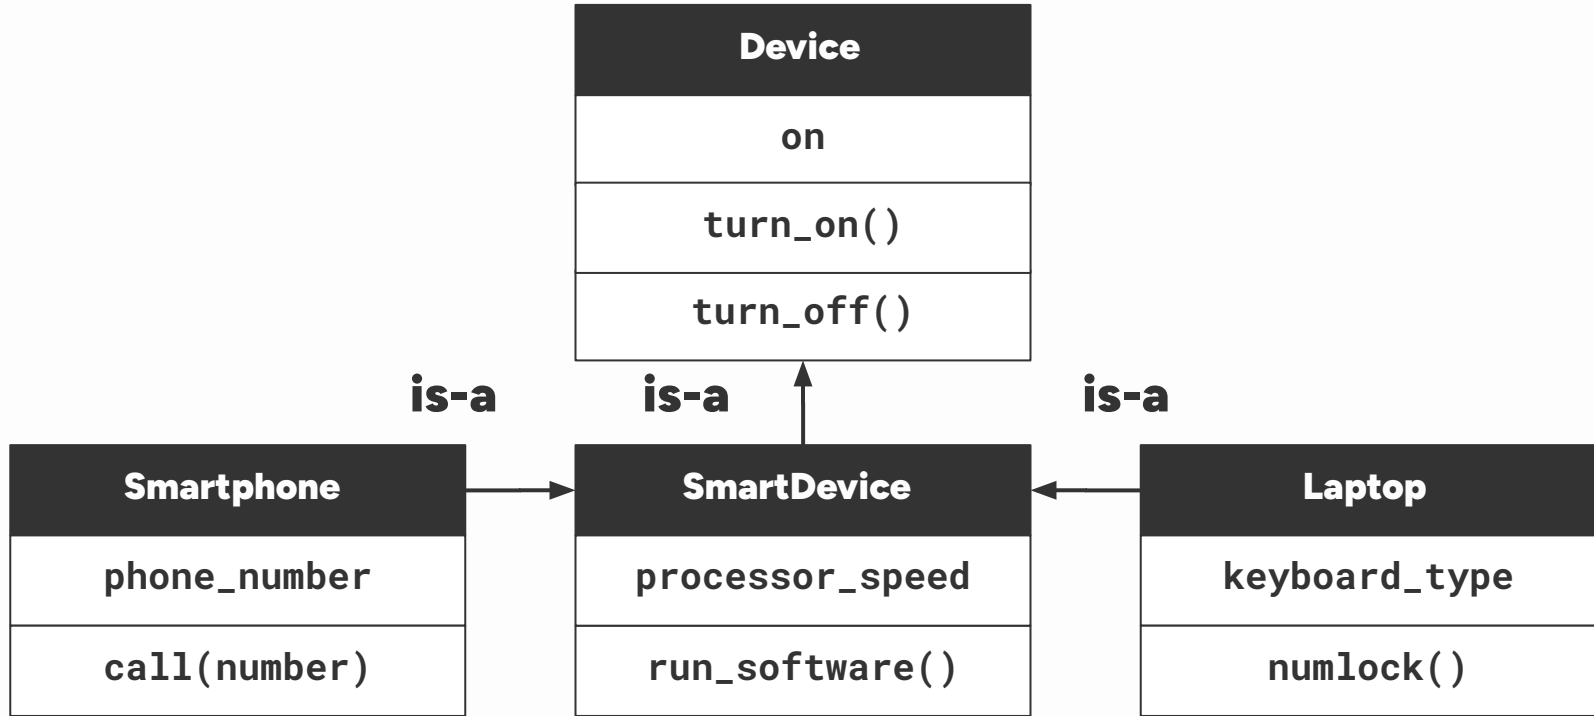 Device
on
turn_on()
turn_off()
is-a
is-a
is-a
Smartphone
phone_number
call(number)
SmartDevice
processor_speed
run_software()
Laptop
keyboard_type
numlock()